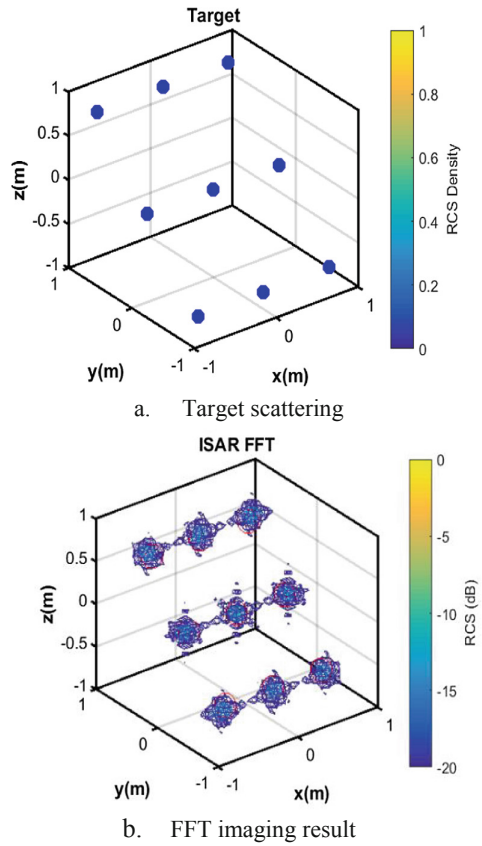 Target
1
0.5
0
-0.5
-1
z(m)
1
0
-1
y(m)
-1
0
1
x(m)
1
0.8
0.6
0.4
0.2
0
RCS Density
a. Target scattering
ISAR FFT
1
0.5
0
-0.5
-1
z(m)
1
0
-1
y(m)
-1
0
1
x(m)
0
-5
-10
-15
-20
RCS (dB)
b. FFT imaging result